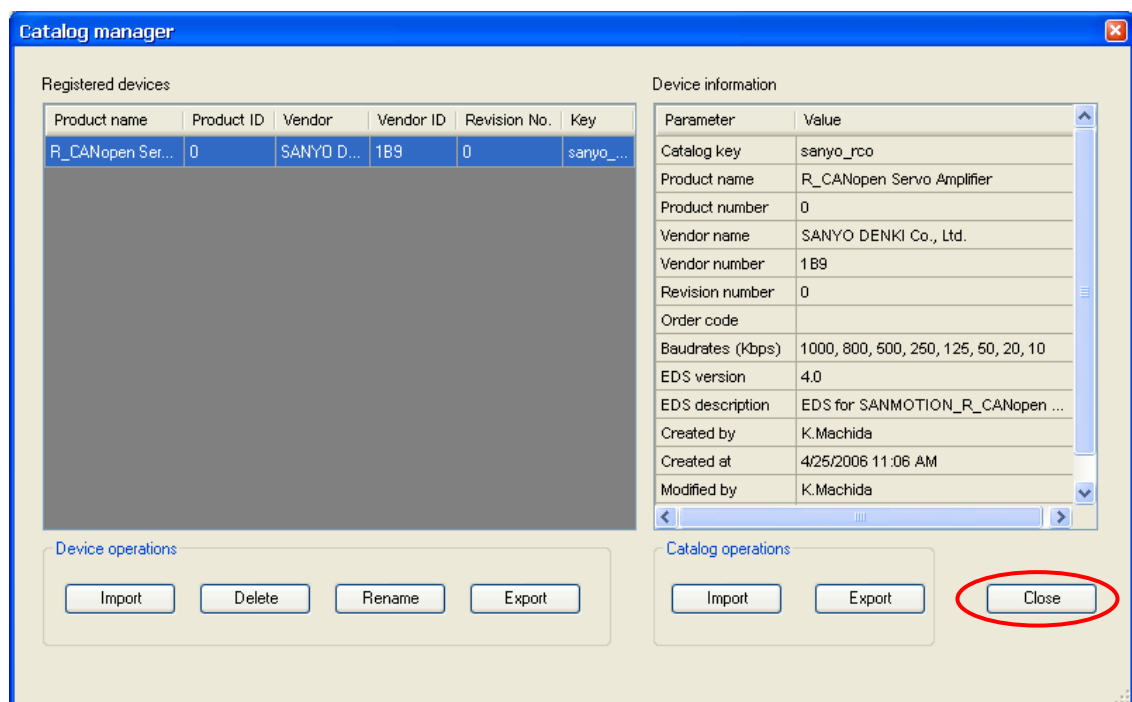 Catalog manager
Registered devices
Product name Product ID Vendor Vendor ID Revision No. Key
R_CANopen Ser... 0 SANYO D... 1B9 0 sanyo_...
Device information
Parameter Value
Catalog key sanyo_rco
Product name R_CANopen Servo Amplifier
Product number 0
Vendor name SANYO DENKI Co., Ltd.
Vendor number 1B9
Revision number 0
Order code
Baudrates (Kbps) 1000, 800, 500, 250, 125, 50, 20, 10
EDS version 4.0
EDS description EDS for SANMOTION_R_CANopen ...
Created by K.Machida
Created at 4/25/2006 11:06 AM
Modified by K.Machida
Device operations
Import Delete Rename Export
Catalog operations
Import Export
Close